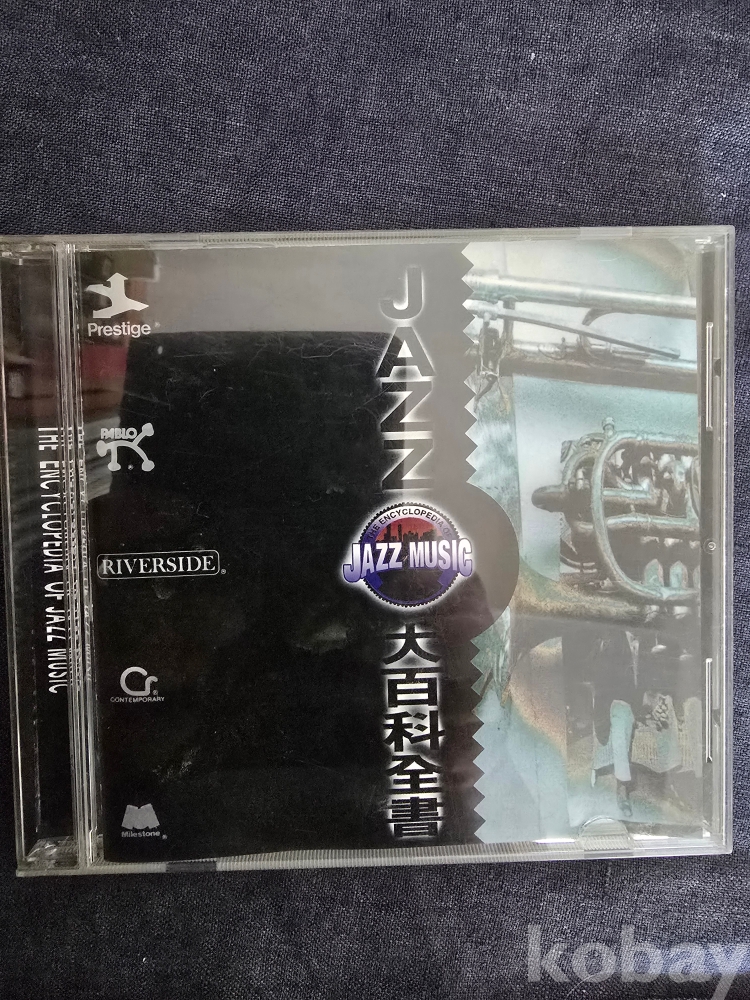 Prestige
PABLO
RIVERSIDE
CONTEMPORARY
Milestone
JAZZ
THE ENCYCLOPEDIA OF
JAZZ MUSIC
大百科全書
THE ENCYCLOPEDIA OF JAZZ MUSIC
kobay